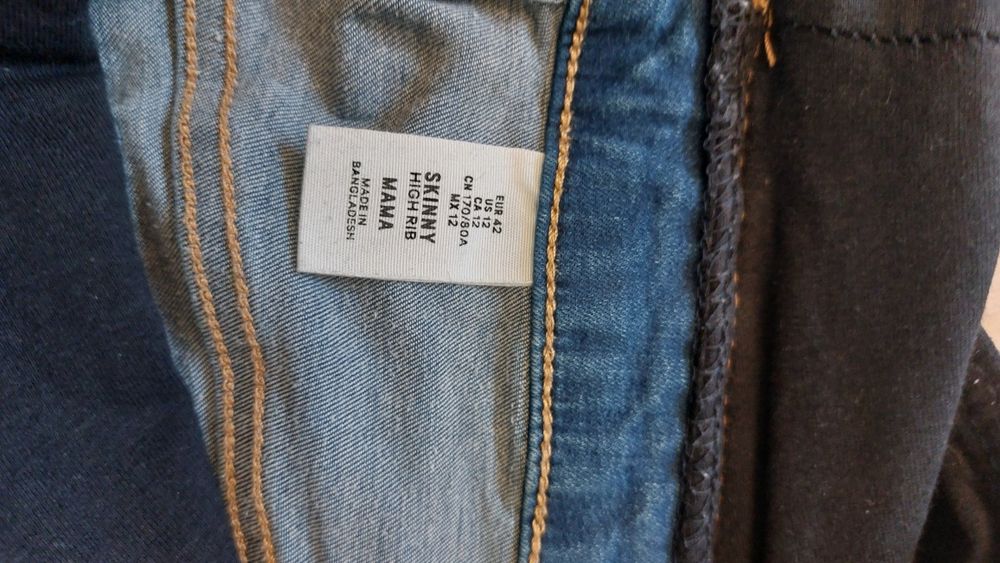 EUR 42
US 12
CA 12
CN 170/80A
MX 12
SKINNY
HIGH RIB
MAMA
MADE IN
BANGLADESH